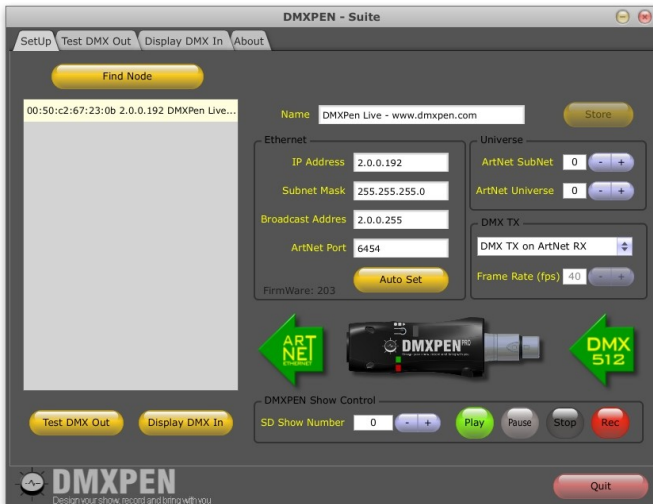 DMXPEN - Suite
SetUp Test DMX Out Display DMX In About
Find Node
00:50:c2:67:23:0b 2.0.0.192 DMXPen Live...
Name DMXPen Live - www.dmxpen.com Store
Ethernet
IP Address 2.0.0.192
Subnet Mask 255.255.255.0
Broadcast Addres 2.0.0.255
ArtNet Port 6454
Auto Set
FirmWare: 203
Universe
ArtNet SubNet 0 - +
ArtNet Universe 0 - +
DMX TX
DMX TX on ArtNet RX
Frame Rate (fps) 40 - +
ART
NET
ETHERNET
DMXPEN PRO
DMX
512
DMXPEN Show Control
SD Show Number 0 - + Play Pause Stop Rec
Test DMX Out Display DMX In
DMXPEN
Design your show, record and bring with you
Quit